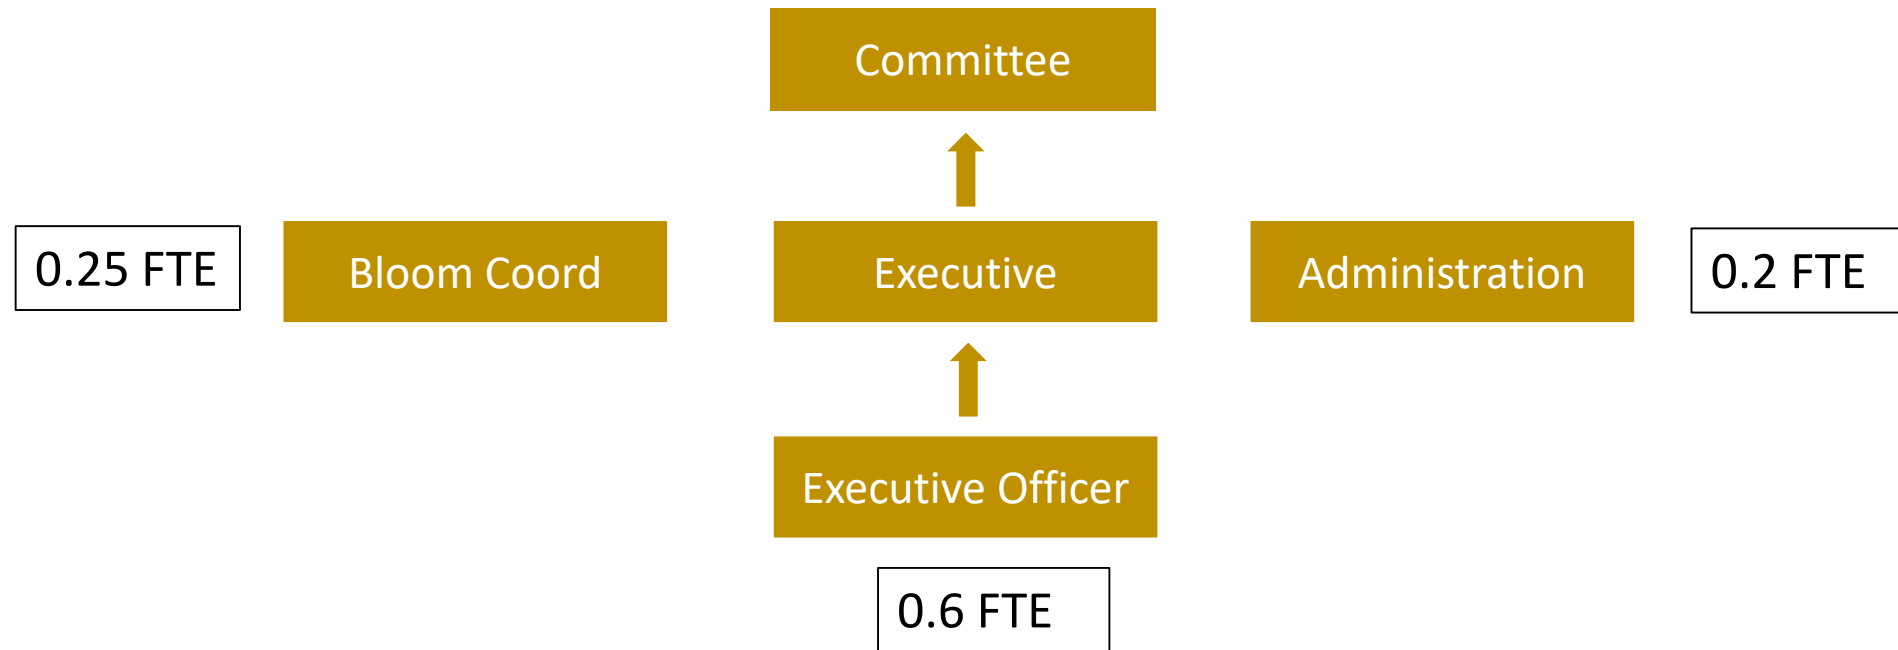 Committee
0.25 FTE
Bloom Coord
Executive
Administration
0.2 FTE
Executive Officer
0.6 FTE